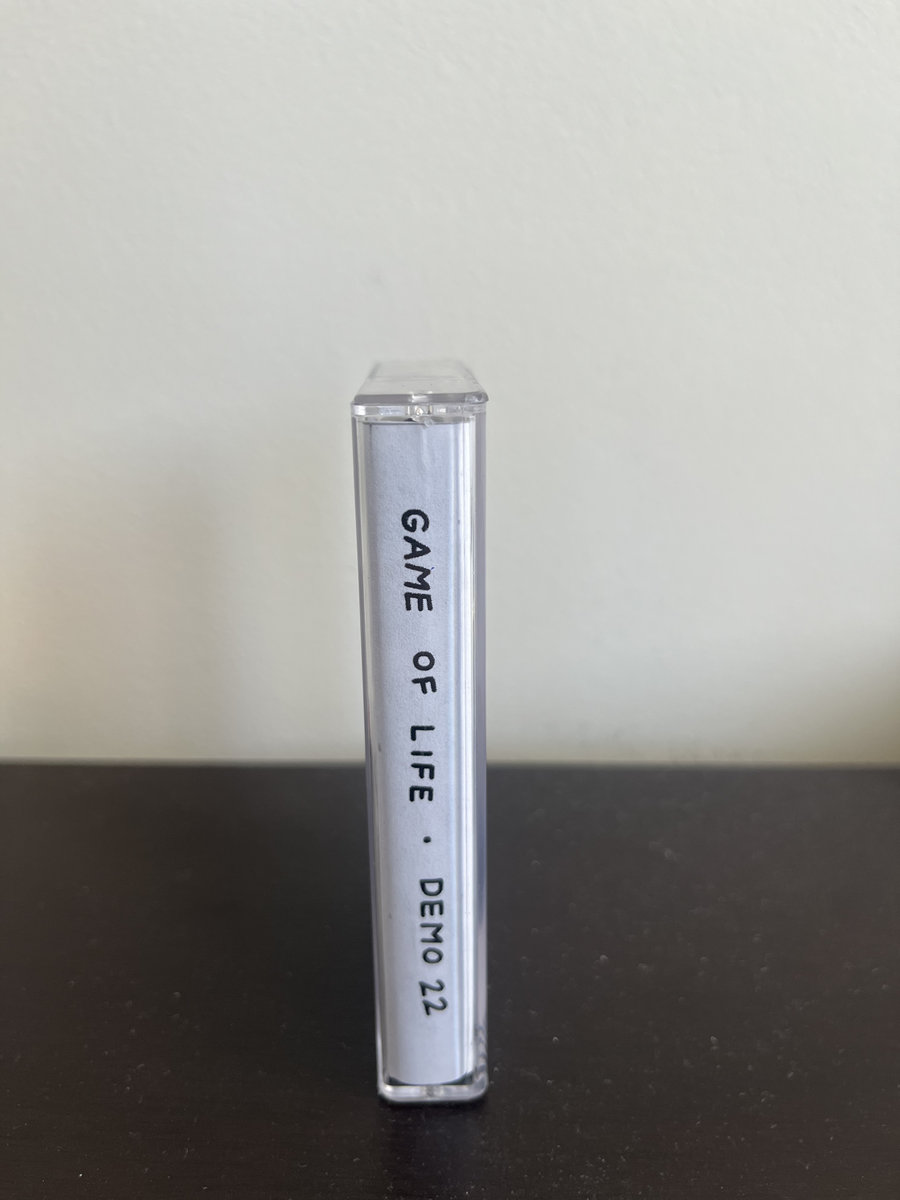 GAME OF LIFE · DEMO 22